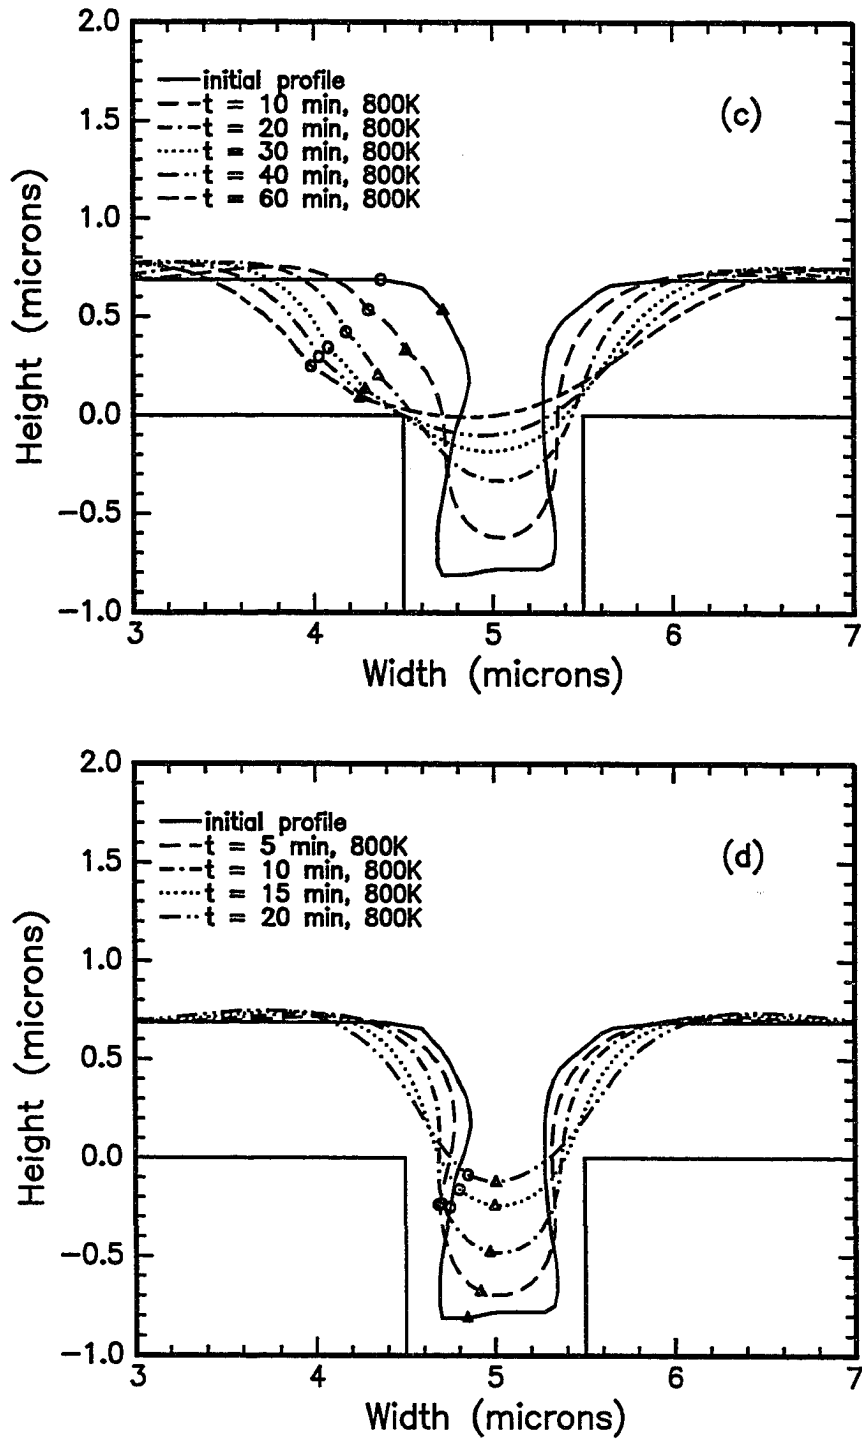 2.0
initial profile
t = 10 min, 800K
(c)
1.5
t = 20 min, 800K
t = 30 min, 800K
t = 40 min, 800K
t = 60 min, 800K
1.0
0.5
0.0
−0.5
−1.0
Height (microns)
3 4 5 6 7
Width (microns)
2.0
initial profile
t = 5 min, 800K
(d)
1.5
t = 10 min, 800K
t = 15 min, 800K
t = 20 min, 800K
1.0
0.5
0.0
−0.5
−1.0
Height (microns)
3 4 5 6 7
Width (microns)